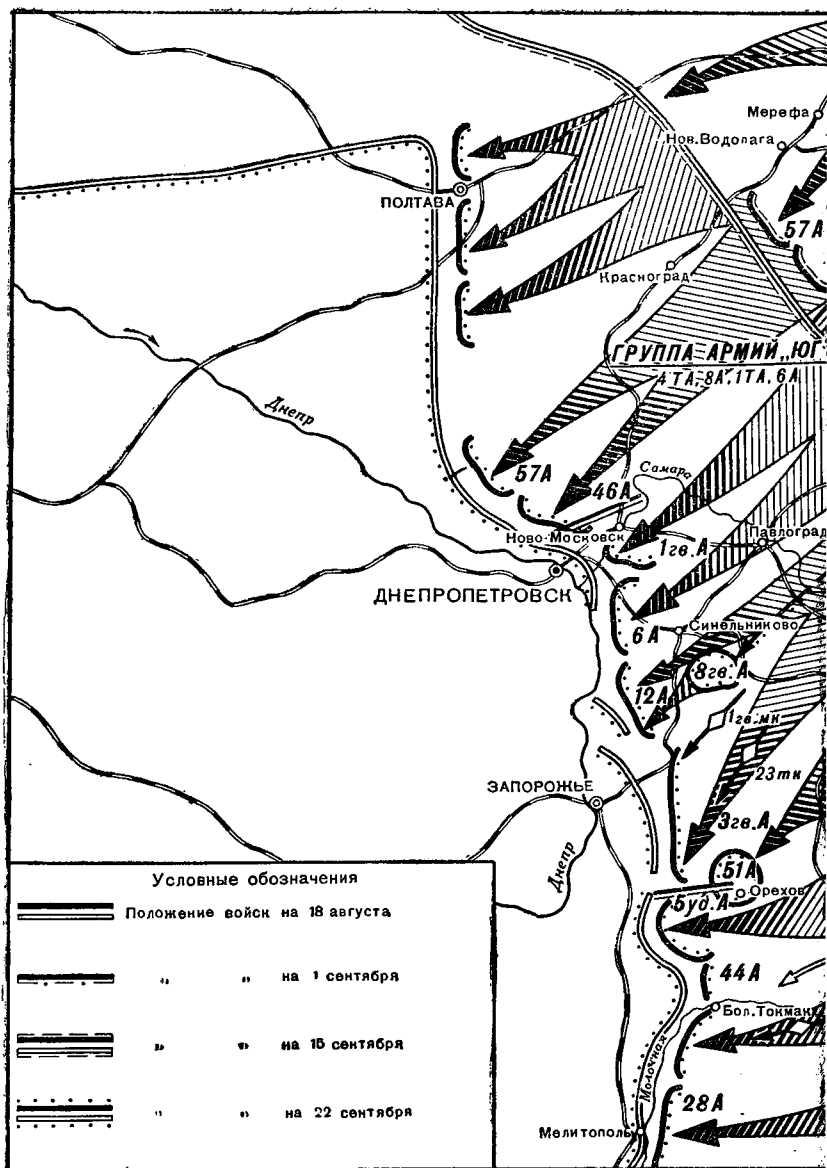 Мерефа
Нов.Водолага
ПОЛТАВА
57А
Красноград
ГРУППА АРМИЙ „ЮГ
4 ТА, 8А, 1ТА, 6А
Днепр
Самара
57А
46А
Ново-Московск
1гв.А
Павлоград
ДНЕПРОПЕТРОВСК
6А
Синельниково
8гв.А
12А
1гв.мк
23тк
ЗАПОРОЖЬЕ
3гв.А
Днепр
51А
5уд.А
Орехов
44А
Бол.Токмак
Молочная
28А
Мелитополь
Условные обозначения
Положение войск на 18 августа
„ „ на 1 сентября
„ „ на 15 сентября
„ „ на 22 сентября